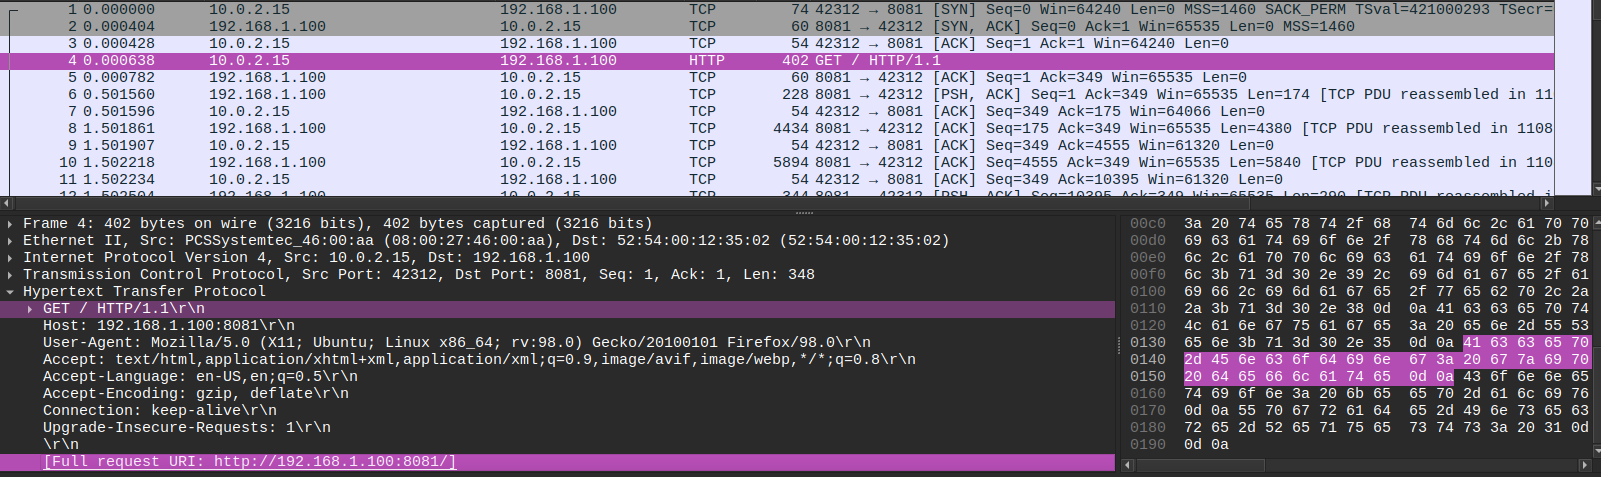 1 0.000000 10.0.2.15 192.168.1.100 TCP 74 42312 → 8081 [SYN] Seq=0 Win=64240 Len=0 MSS=1460 SACK_PERM TSval=421000293 TSecr=
2 0.000404 192.168.1.100 10.0.2.15 TCP 60 8081 → 42312 [SYN, ACK] Seq=0 Ack=1 Win=65535 Len=0 MSS=1460
3 0.000428 10.0.2.15 192.168.1.100 TCP 54 42312 → 8081 [ACK] Seq=1 Ack=1 Win=64240 Len=0
4 0.000638 10.0.2.15 192.168.1.100 HTTP 402 GET / HTTP/1.1
5 0.000782 192.168.1.100 10.0.2.15 TCP 60 8081 → 42312 [ACK] Seq=1 Ack=349 Win=65535 Len=0
6 0.501560 192.168.1.100 10.0.2.15 TCP 228 8081 → 42312 [PSH, ACK] Seq=1 Ack=349 Win=65535 Len=174 [TCP PDU reassembled in 11
7 0.501596 10.0.2.15 192.168.1.100 TCP 54 42312 → 8081 [ACK] Seq=349 Ack=175 Win=64066 Len=0
8 1.501861 192.168.1.100 10.0.2.15 TCP 4434 8081 → 42312 [ACK] Seq=175 Ack=349 Win=65535 Len=4380 [TCP PDU reassembled in 1108
9 1.501907 10.0.2.15 192.168.1.100 TCP 54 42312 → 8081 [ACK] Seq=349 Ack=4555 Win=61320 Len=0
10 1.502218 192.168.1.100 10.0.2.15 TCP 5894 8081 → 42312 [ACK] Seq=4555 Ack=349 Win=65535 Len=5840 [TCP PDU reassembled in 110
11 1.502234 10.0.2.15 192.168.1.100 TCP 54 42312 → 8081 [ACK] Seq=349 Ack=10395 Win=61320 Len=0
12 1.502504 192.168.1.100 10.0.2.15 TCP 344 8081 → 42312 [PSH, ACK] Seq=10395 Ack=349 Win=65535 Len=290 [TCP PDU reassembled i
Frame 4: 402 bytes on wire (3216 bits), 402 bytes captured (3216 bits)
Ethernet II, Src: PCSSystemtec_46:00:aa (08:00:27:46:00:aa), Dst: 52:54:00:12:35:02 (52:54:00:12:35:02)
Internet Protocol Version 4, Src: 10.0.2.15, Dst: 192.168.1.100
Transmission Control Protocol, Src Port: 42312, Dst Port: 8081, Seq: 1, Ack: 1, Len: 348
Hypertext Transfer Protocol
GET / HTTP/1.1\r\n
Host: 192.168.1.100:8081\r\n
User-Agent: Mozilla/5.0 (X11; Ubuntu; Linux x86_64; rv:98.0) Gecko/20100101 Firefox/98.0\r\n
Accept: text/html,application/xhtml+xml,application/xml;q=0.9,image/avif,image/webp,*/*;q=0.8\r\n
Accept-Language: en-US,en;q=0.5\r\n
Accept-Encoding: gzip, deflate\r\n
Connection: keep-alive\r\n
Upgrade-Insecure-Requests: 1\r\n
\r\n
[Full request URI: http://192.168.1.100:8081/]
00c0 3a 20 74 65 78 74 2f 68 74 6d 6c 2c 61 70 70
00d0 69 63 61 74 69 6f 6e 2f 78 68 74 6d 6c 2b 78
00e0 6c 2c 61 70 70 6c 69 63 61 74 69 6f 6e 2f 78
00f0 6c 3b 71 3d 30 2e 39 2c 69 6d 61 67 65 2f 61
0100 69 66 2c 69 6d 61 67 65 2f 77 65 62 70 2c 2a
0110 2a 3b 71 3d 30 2e 38 0d 0a 41 63 63 65 70 74
0120 4c 61 6e 67 75 61 67 65 3a 20 65 6e 2d 55 53
0130 65 6e 3b 71 3d 30 2e 35 0d 0a 41 63 63 65 70
0140 2d 45 6e 63 6f 64 69 6e 67 3a 20 67 7a 69 70
0150 20 64 65 66 6c 61 74 65 0d 0a 43 6f 6e 6e 65
0160 74 69 6f 6e 3a 20 6b 65 65 70 2d 61 6c 69 76
0170 0d 0a 55 70 67 72 61 64 65 2d 49 6e 73 65 63
0180 72 65 2d 52 65 71 75 65 73 74 73 3a 20 31 0d
0190 0d 0a